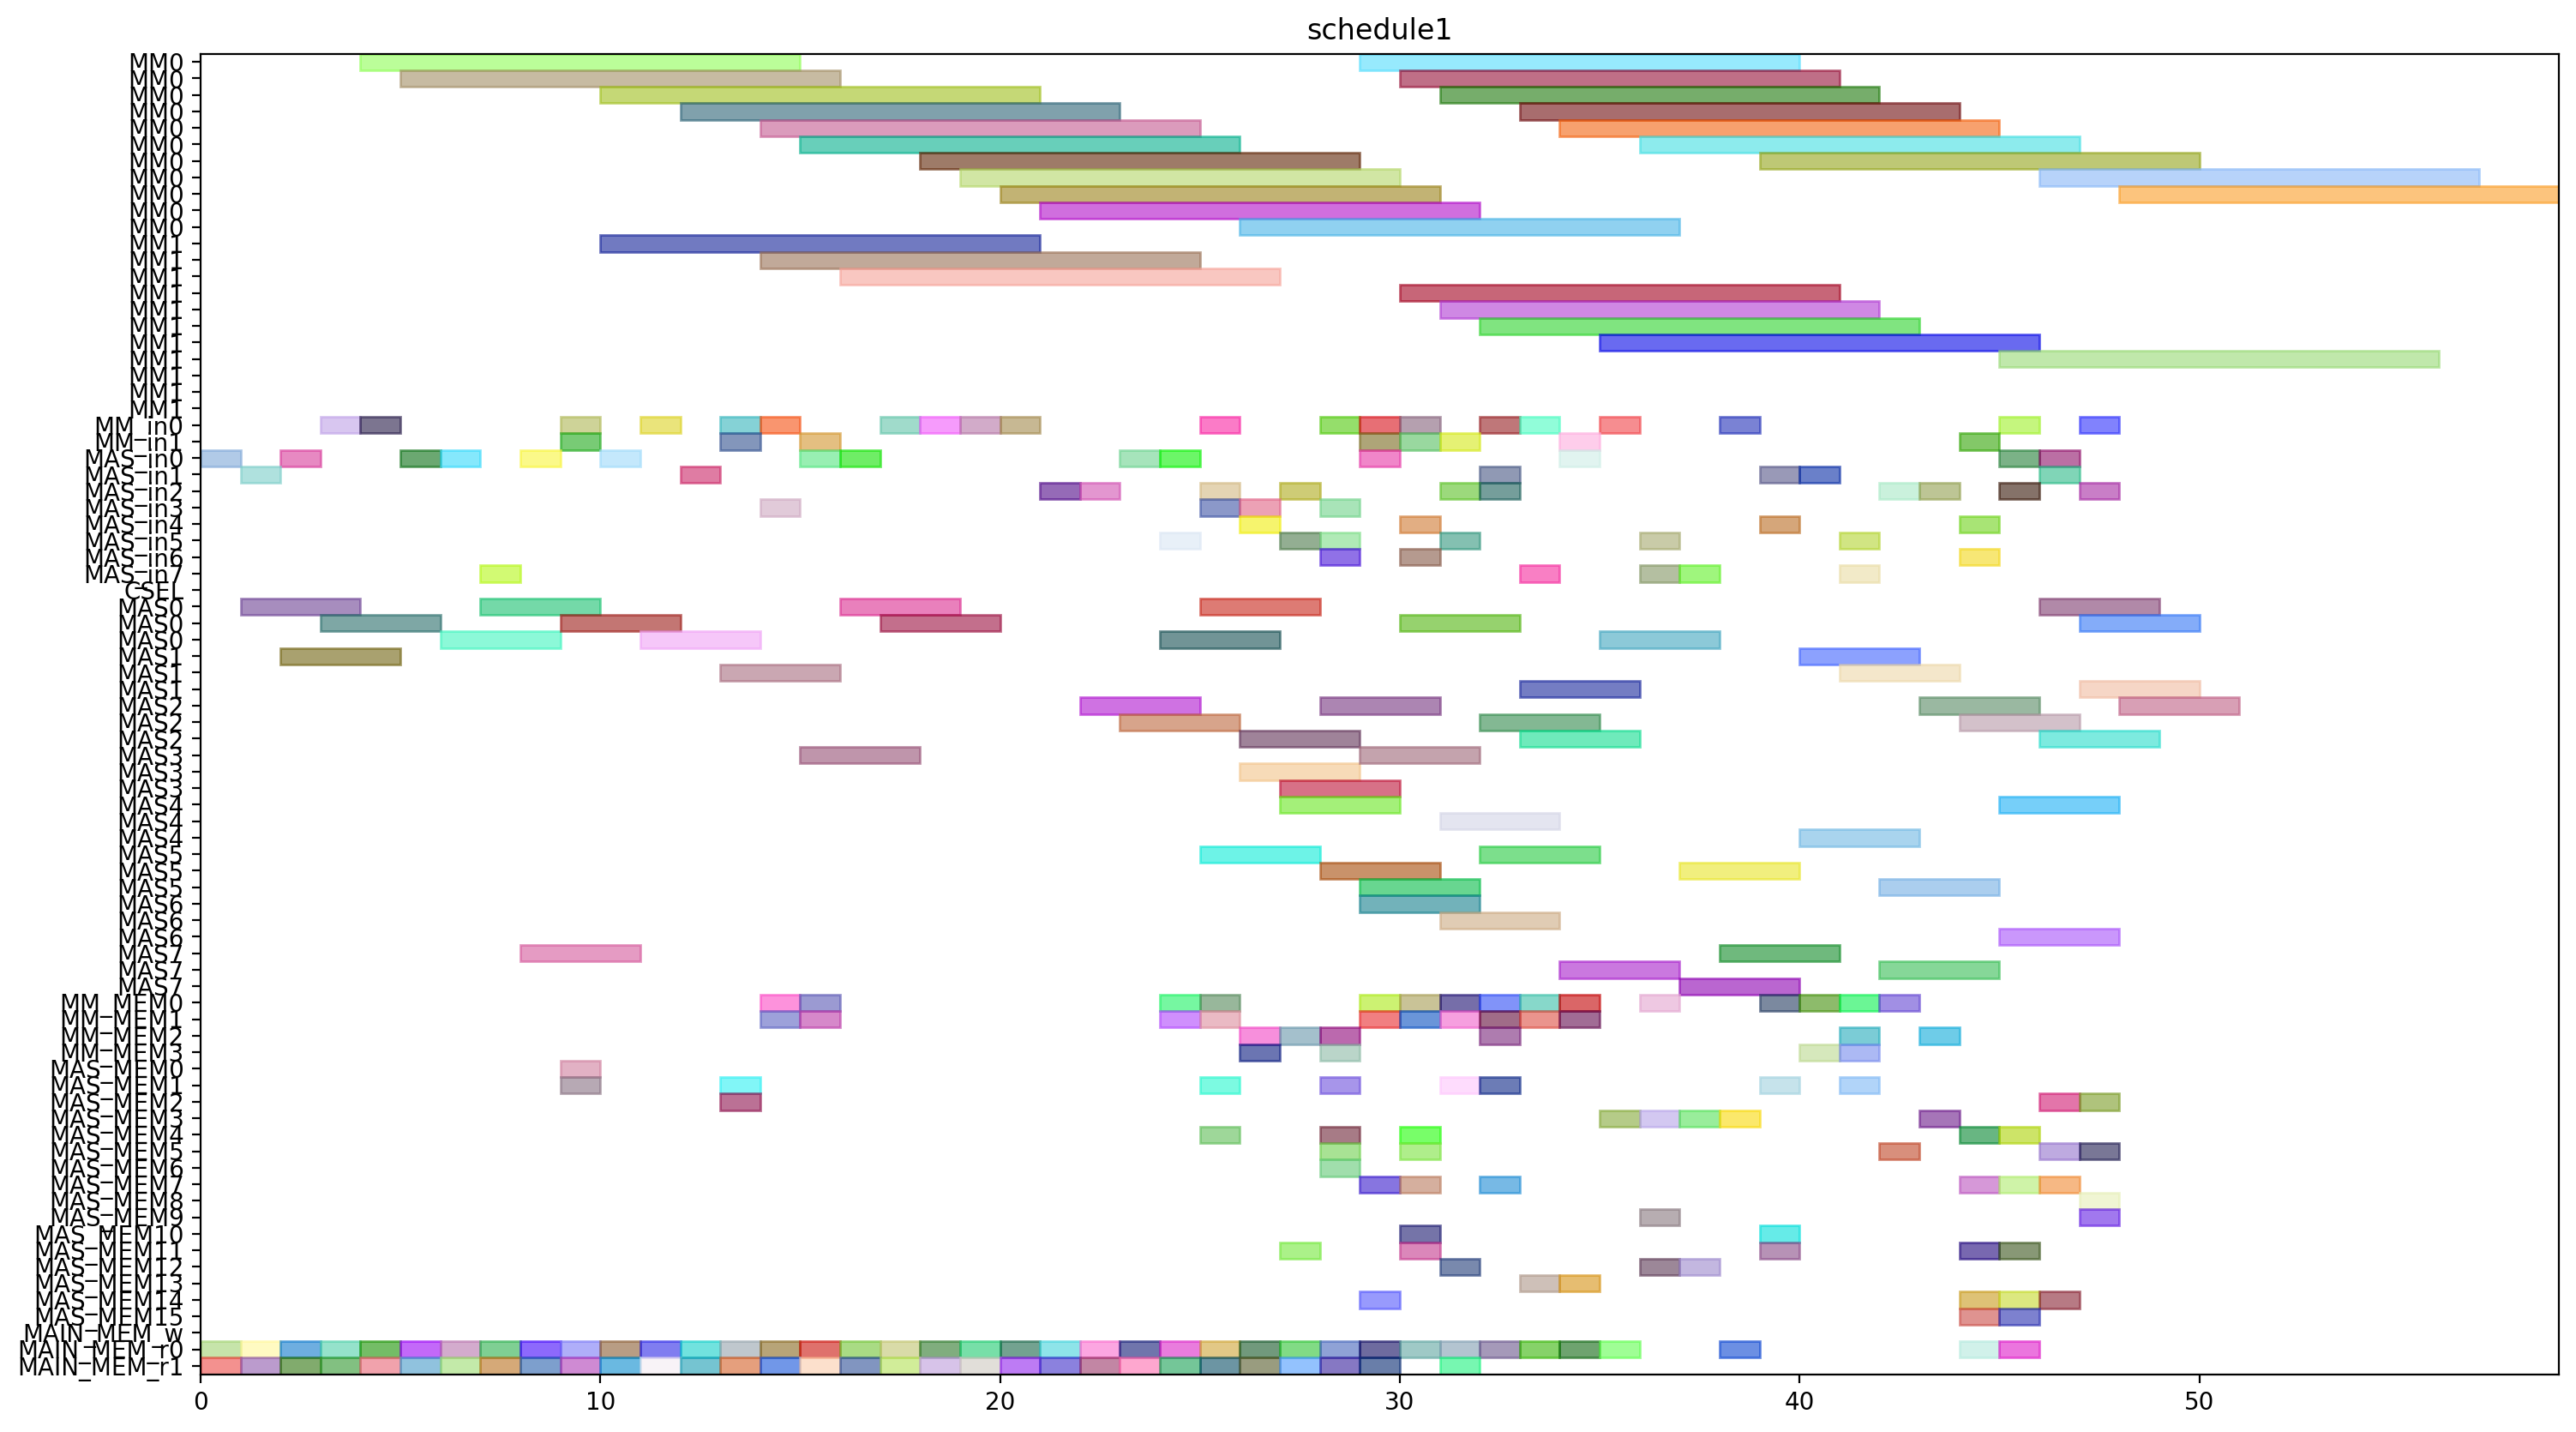 schedule1
MM0
MM0
MM0
MM0
MM0
MM0
MM0
MM0
MM0
MM0
MM0
MM1
MM1
MM1
MM1
MM1
MM1
MM1
MM1
MM1
MM1
MM1
MM_in0
MM_in1
MAS_in0
MAS_in1
MAS_in2
MAS_in3
MAS_in4
MAS_in5
MAS_in6
MAS_in7
CSEL
MAS0
MAS0
MAS0
MAS1
MAS1
MAS1
MAS2
MAS2
MAS2
MAS3
MAS3
MAS3
MAS4
MAS4
MAS4
MAS5
MAS5
MAS5
MAS6
MAS6
MAS6
MAS7
MAS7
MAS7
MM_MEM0
MM_MEM1
MM_MEM2
MM_MEM3
MAS_MEM0
MAS_MEM1
MAS_MEM2
MAS_MEM3
MAS_MEM4
MAS_MEM5
MAS_MEM6
MAS_MEM7
MAS_MEM8
MAS_MEM9
MAS_MEM10
MAS_MEM11
MAS_MEM12
MAS_MEM13
MAS_MEM14
MAS_MEM15
MAIN_MEM_w
MAIN_MEM_r0
MAIN_MEM_r1
0 10 20 30 40 50